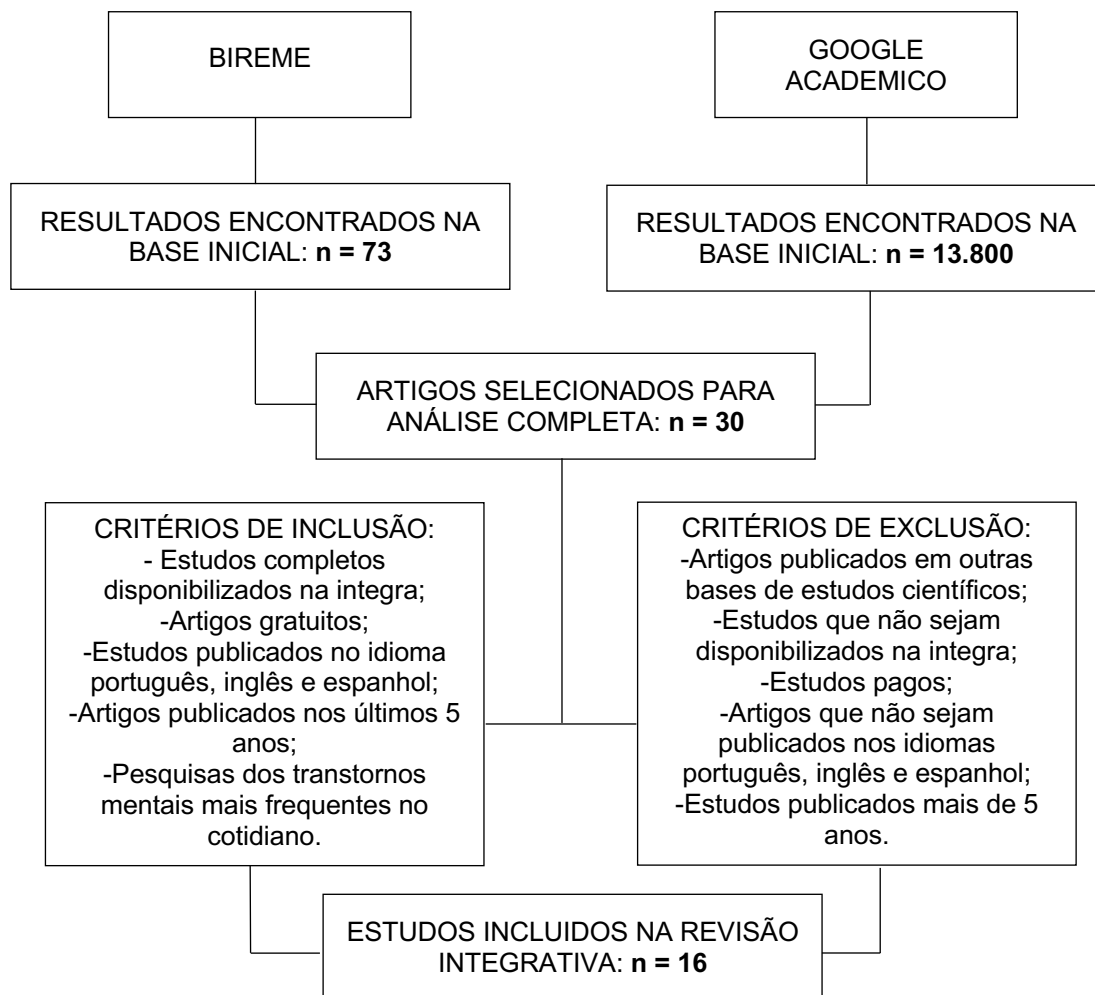 BIREME
GOOGLE
ACADEMICO
RESULTADOS ENCONTRADOS NA
BASE INICIAL: n = 73
RESULTADOS ENCONTRADOS NA
BASE INICIAL: n = 13.800
ARTIGOS SELECIONADOS PARA
ANÁLISE COMPLETA: n = 30
CRITÉRIOS DE INCLUSÃO:
- Estudos completos
disponibilizados na integra;
-Artigos gratuitos;
-Estudos publicados no idioma
português, inglês e espanhol;
-Artigos publicados nos últimos 5
anos;
-Pesquisas dos transtornos
mentais mais frequentes no
cotidiano.
CRITÉRIOS DE EXCLUSÃO:
-Artigos publicados em outras
bases de estudos científicos;
-Estudos que não sejam
disponibilizados na integra;
-Estudos pagos;
-Artigos que não sejam
publicados nos idiomas
português, inglês e espanhol;
-Estudos publicados mais de 5
anos.
ESTUDOS INCLUIDOS NA REVISÃO
INTEGRATIVA: n = 16